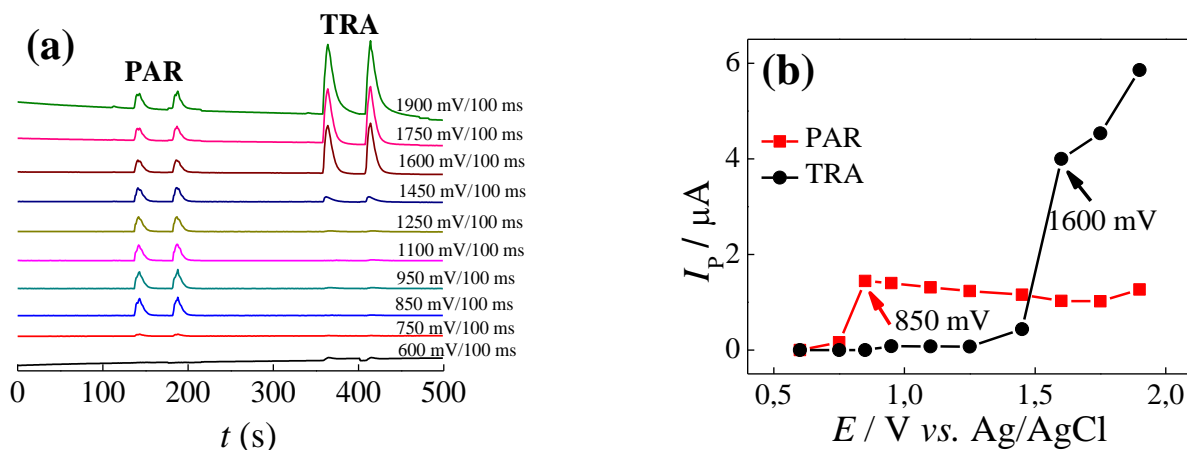 (a)
PAR
TRA
1900 mV/100 ms
1750 mV/100 ms
1600 mV/100 ms
1450 mV/100 ms
1250 mV/100 ms
1100 mV/100 ms
950 mV/100 ms
850 mV/100 ms
750 mV/100 ms
600 mV/100 ms
0 100 200 300 400 500
t (s)
(b)
6
4
2
0
I_P / μA
PAR
TRA
1600 mV
850 mV
0,5 1,0 1,5 2,0
E / V vs. Ag/AgCl